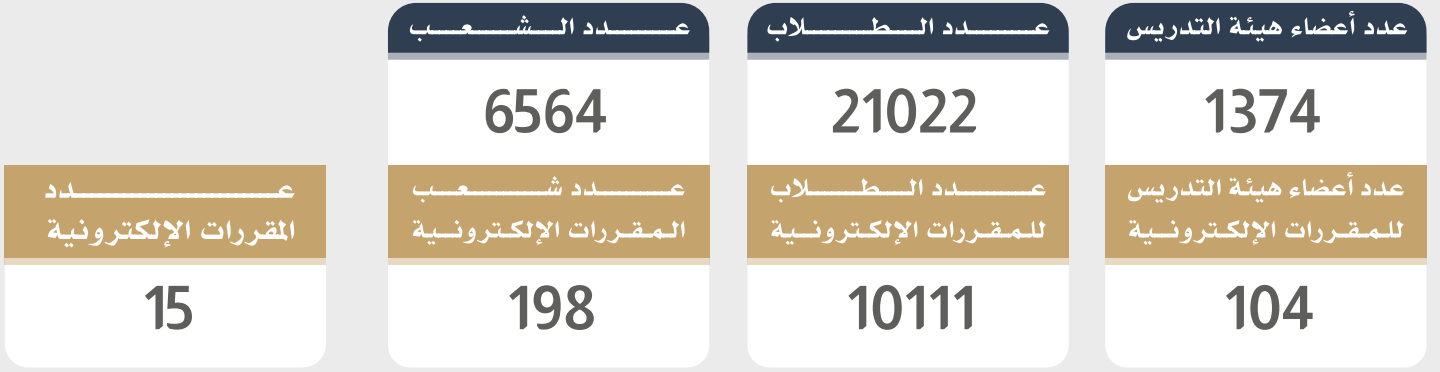 عدد أعضاء هيئة التدريس
1374
عدد أعضاء هيئة التدريس
للمقررات الإلكترونية
104
عدد الطلاب
21022
عدد الطلاب
للمقررات الإلكترونية
10111
عدد الشعب
6564
عدد شعب
المقررات الإلكترونية
198
عدد
المقررات الإلكترونية
15